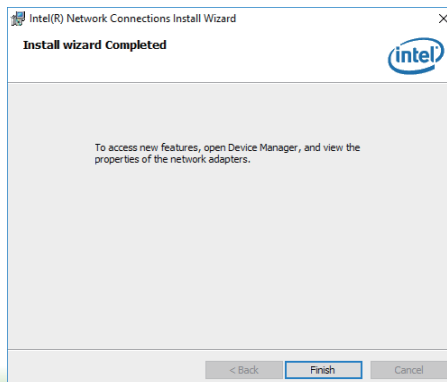 Intel(R) Network Connections Install Wizard
Install wizard Completed
intel
To access new features, open Device Manager, and view the
properties of the network adapters.
< Back
Finish
Cancel